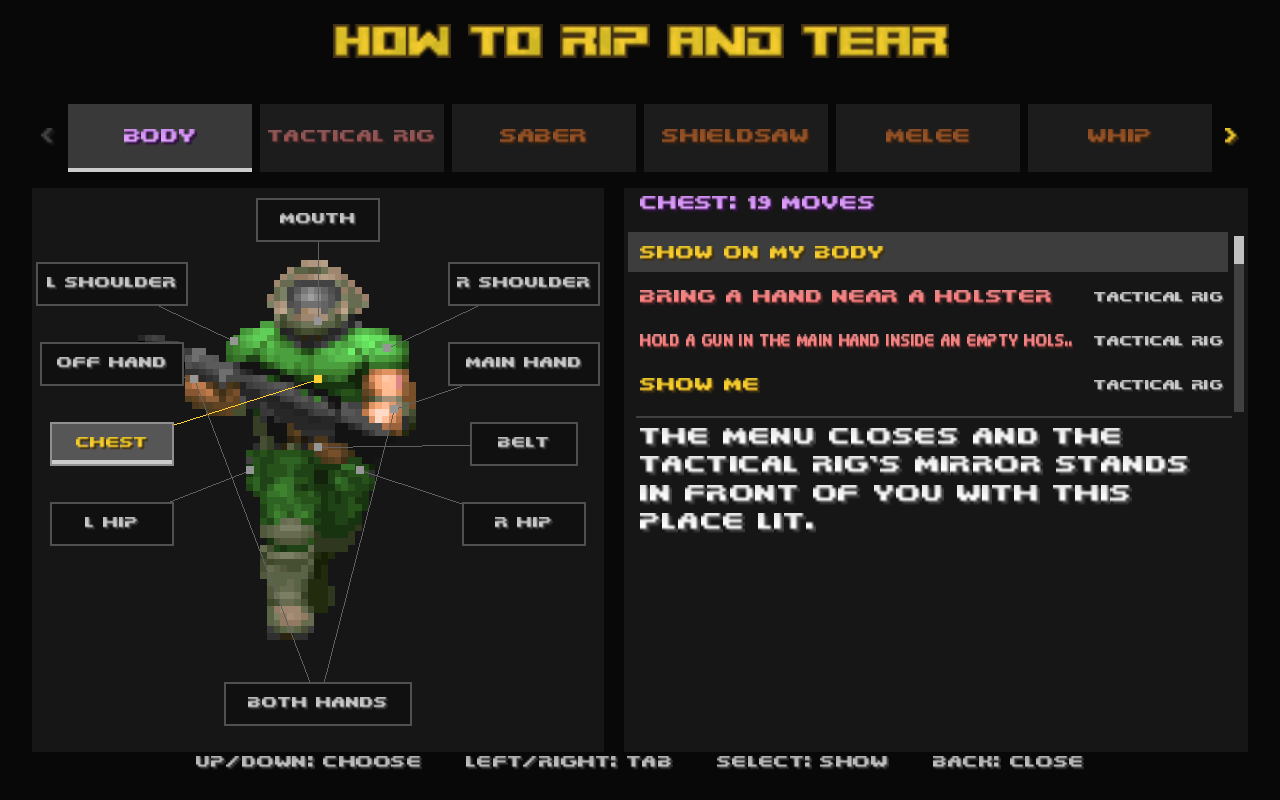 HOW TO RIP AND TEAR
< BODY TACTICAL RIG SABER SHIELDSAW MELEE WHIP >
MOUTH
L SHOULDER
R SHOULDER
OFF HAND
MAIN HAND
CHEST
BELT
L HIP
R HIP
BOTH HANDS
CHEST: 19 MOVES
SHOW ON MY BODY
BRING A HAND NEAR A HOLSTER TACTICAL RIG
HOLD A GUN IN THE MAIN HAND INSIDE AN EMPTY HOLS.. TACTICAL RIG
SHOW ME TACTICAL RIG
THE MENU CLOSES AND THE
TACTICAL RIG'S MIRROR STANDS
IN FRONT OF YOU WITH THIS
PLACE LIT.
UP/DOWN: CHOOSE LEFT/RIGHT: TAB SELECT: SHOW BACK: CLOSE